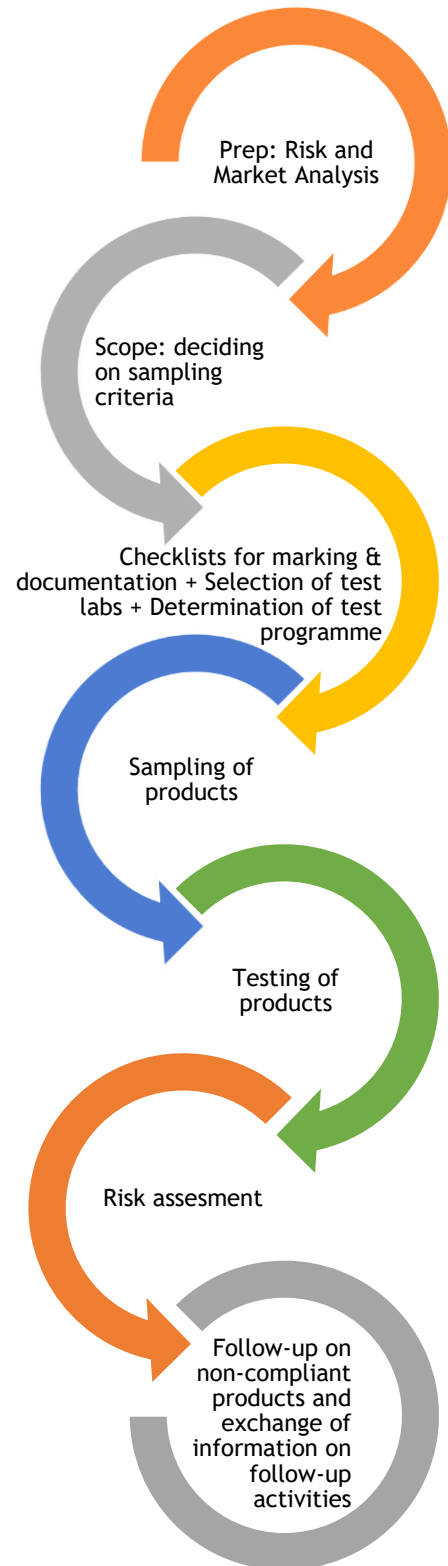 Prep: Risk and
Market Analysis
Scope: deciding
on sampling
criteria
Checklists for marking &
documentation + Selection of test
labs + Determination of test
programme
Sampling of
products
Testing of
products
Risk assesment
Follow-up on
non-compliant
products and
exchange of
information on
follow-up
activities